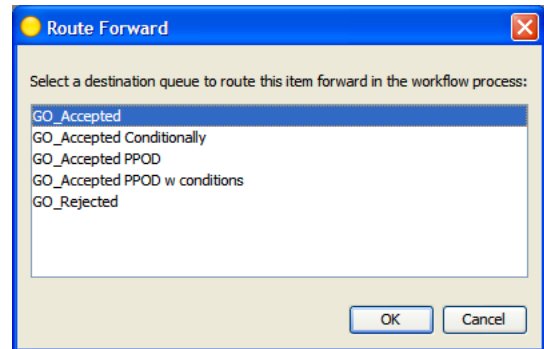 Route Forward
Select a destination queue to route this item forward in the workflow process:
GO_Accepted
GO_Accepted Conditionally
GO_Accepted PPOD
GO_Accepted PPOD w conditions
GO_Rejected
OK Cancel